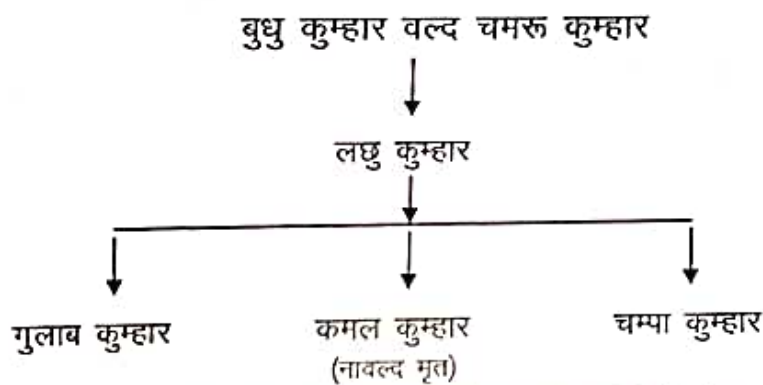 बुधु कुम्हार वल्द चमरू कुम्हार
लछु कुम्हार
गुलाब कुम्हार
कमल कुम्हार
चम्पा कुम्हार
(नावल्द मृत)